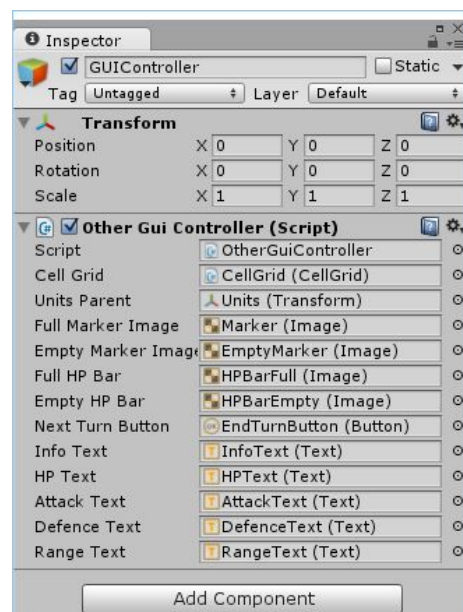 Inspector
GUIController Static
Tag Untagged Layer Default
Transform
Position X 0 Y 0 Z 0
Rotation X 0 Y 0 Z 0
Scale X 1 Y 1 Z 1
Other Gui Controller (Script)
Script OtherGuiController
Cell Grid CellGrid (CellGrid)
Units Parent Units (Transform)
Full Marker Image Marker (Image)
Empty Marker Image EmptyMarker (Image)
Full HP Bar HPBarFull (Image)
Empty HP Bar HPBarEmpty (Image)
Next Turn Button EndTurnButton (Button)
Info Text InfoText (Text)
HP Text HPText (Text)
Attack Text AttackText (Text)
Defence Text DefenceText (Text)
Range Text RangeText (Text)
Add Component